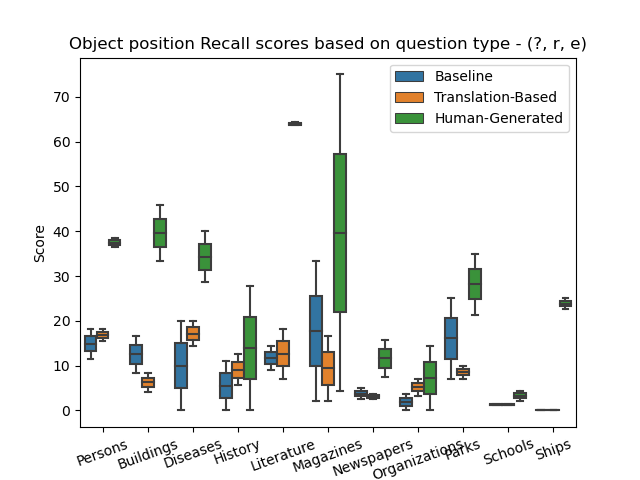 Object position Recall scores based on question type - (?, r, e)
Baseline
Translation-Based
Human-Generated
Score
70
60
50
40
30
20
10
0
Persons
Buildings
Diseases
History
Literature
Magazines
Newspapers
Organizations
Parks
Schools
Ships